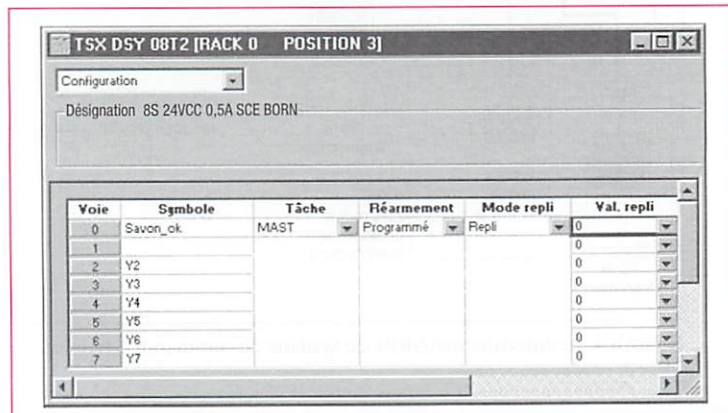 TSX DSY 08T2 [RACK 0 POSITION 3]
Configuration
Désignation 8S 24VCC 0,5A SCE BORN
Voie Symbole Tâche Réarmement Mode repli Val. repli
0 Savon_ok MAST Programmé Repli 0
1 0
2 Y2 0
3 Y3 0
4 Y4 0
5 Y5 0
6 Y6 0
7 Y7 0